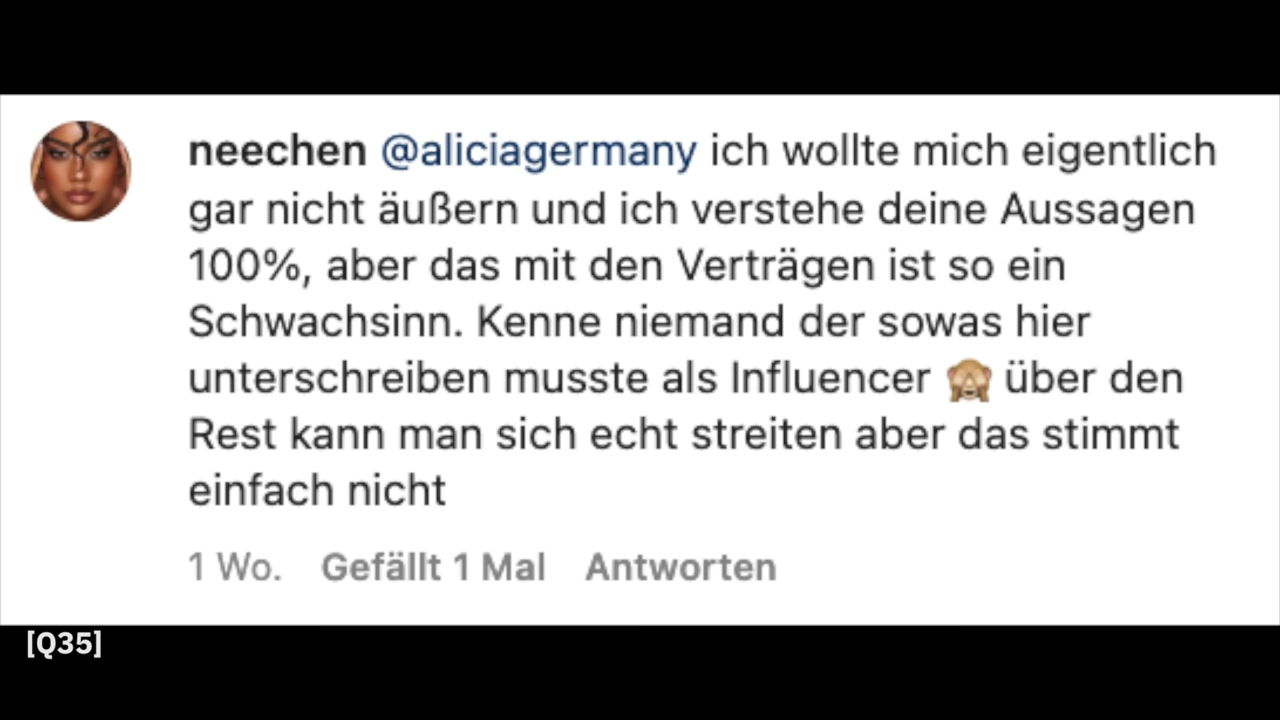 neechen @aliciagermany ich wollte mich eigentlich
gar nicht äußern und ich verstehe deine Aussagen
100%, aber das mit den Verträgen ist so ein
Schwachsinn. Kenne niemand der sowas hier
unterschreiben musste als Influencer 🙈 über den
Rest kann man sich echt streiten aber das stimmt
einfach nicht
1 Wo. Gefällt 1 Mal Antworten
[Q35]